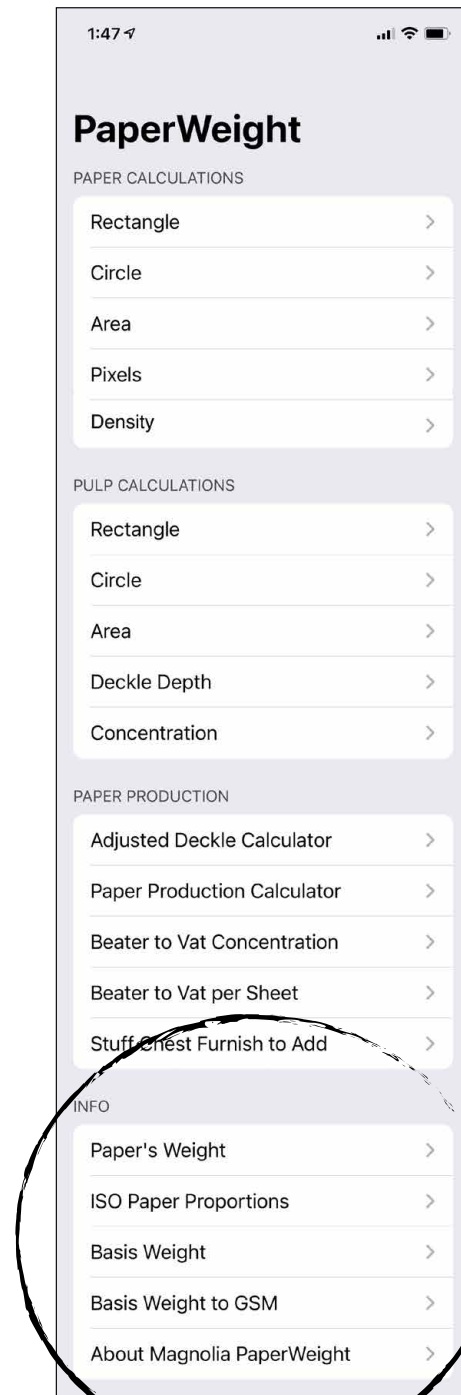 1:47
PaperWeight
PAPER CALCULATIONS
Rectangle
Circle
Area
Pixels
Density
PULP CALCULATIONS
Rectangle
Circle
Area
Deckle Depth
Concentration
PAPER PRODUCTION
Adjusted Deckle Calculator
Paper Production Calculator
Beater to Vat Concentration
Beater to Vat per Sheet
Stuff Chest Furnish to Add
INFO
Paper's Weight
ISO Paper Proportions
Basis Weight
Basis Weight to GSM
About Magnolia PaperWeight